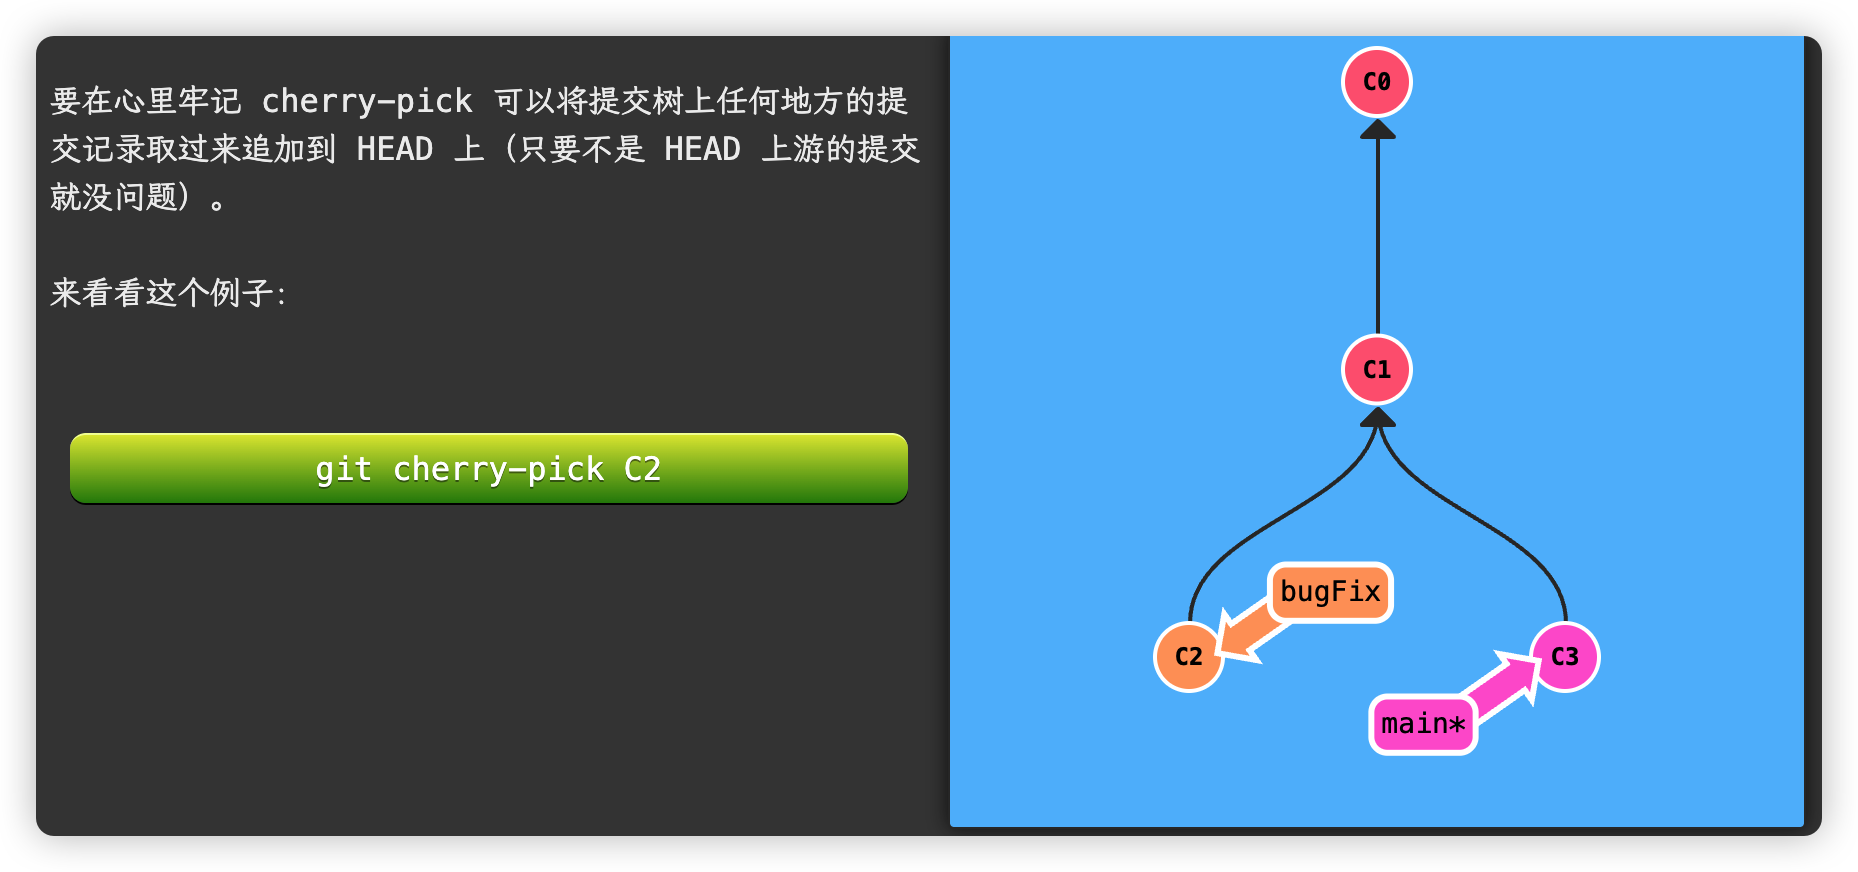 要在心里牢记 cherry-pick 可以将提交树上任何地方的提
交记录取过来追加到 HEAD 上（只要不是 HEAD 上游的提交
就没问题）。
来看看这个例子：
git cherry-pick C2
C0
C1
bugFix
C2
C3
main*